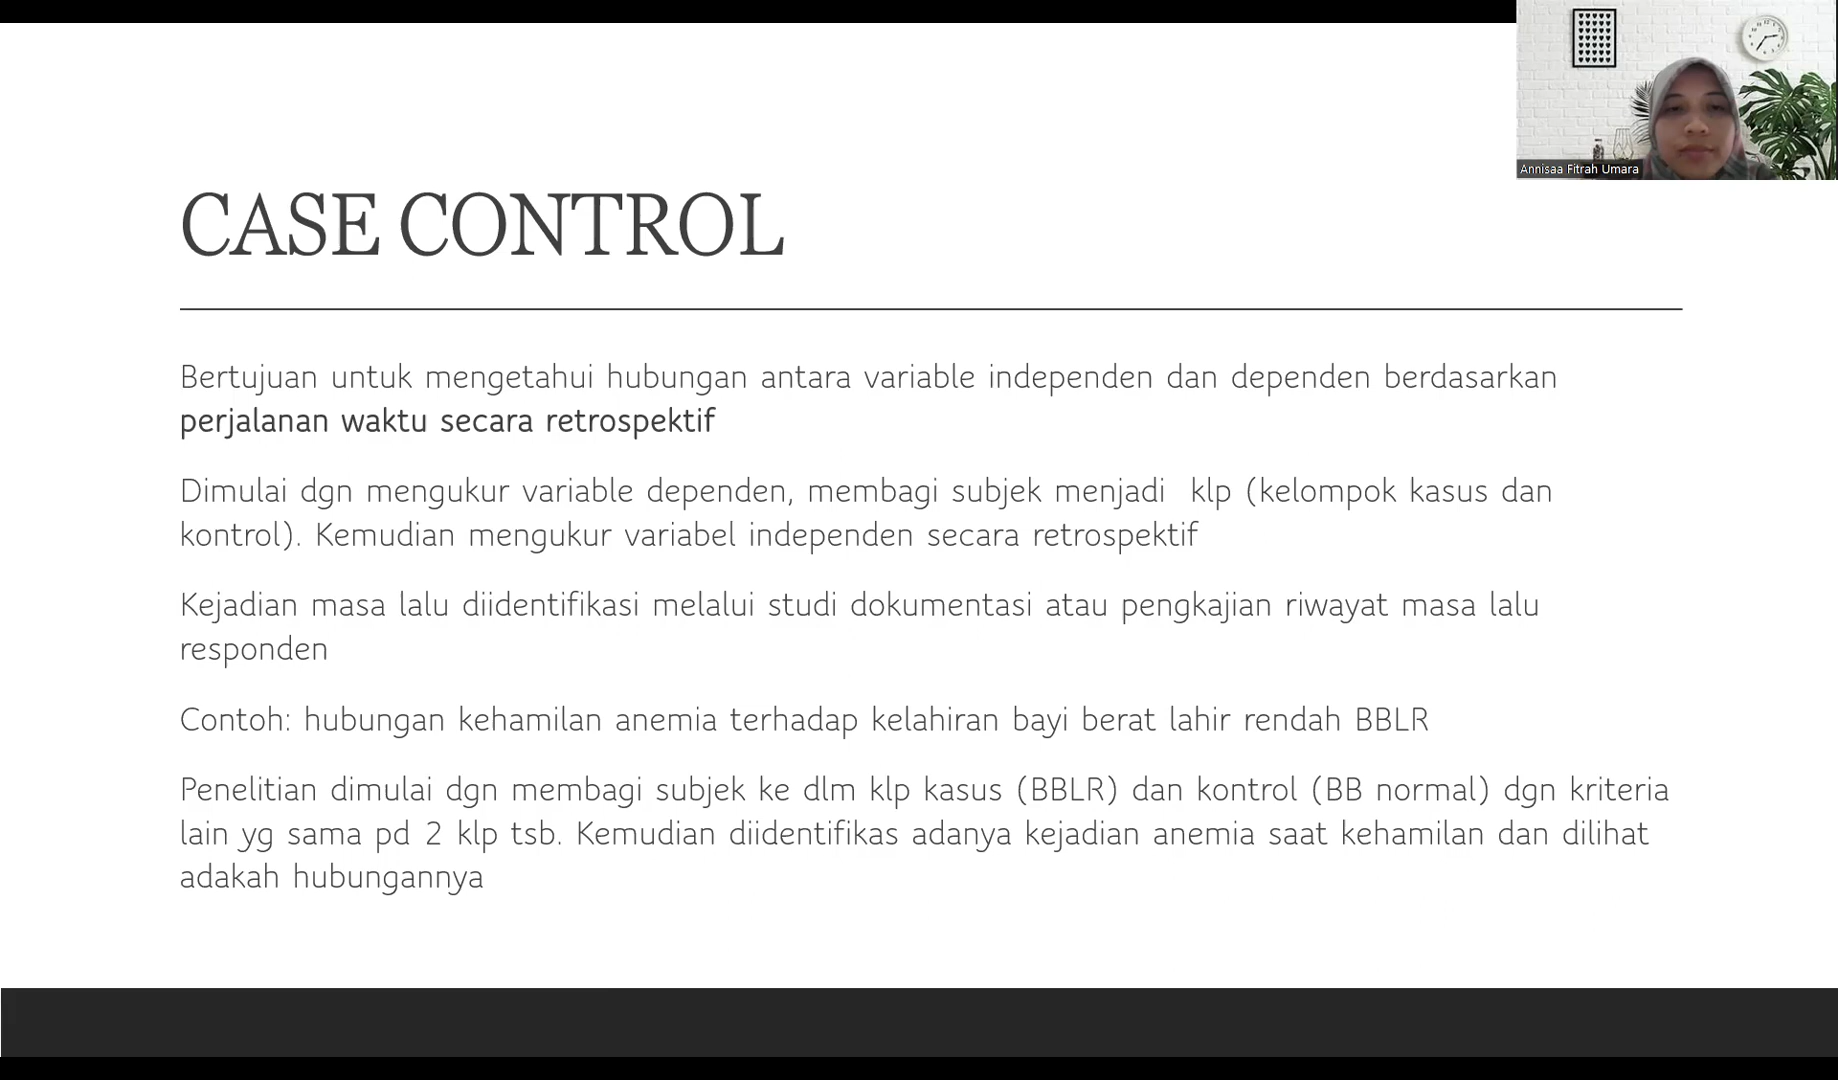 Annisaa Fitrah Umara
CASE CONTROL
Bertujuan untuk mengetahui hubungan antara variable independen dan dependen berdasarkan
perjalanan waktu secara retrospektif
Dimulai dgn mengukur variable dependen, membagi subjek menjadi klp (kelompok kasus dan
kontrol). Kemudian mengukur variabel independen secara retrospektif
Kejadian masa lalu diidentifikasi melalui studi dokumentasi atau pengkajian riwayat masa lalu
responden
Contoh: hubungan kehamilan anemia terhadap kelahiran bayi berat lahir rendah BBLR
Penelitian dimulai dgn membagi subjek ke dlm klp kasus (BBLR) dan kontrol (BB normal) dgn kriteria
lain yg sama pd 2 klp tsb. Kemudian diidentifikas adanya kejadian anemia saat kehamilan dan dilihat
adakah hubungannya